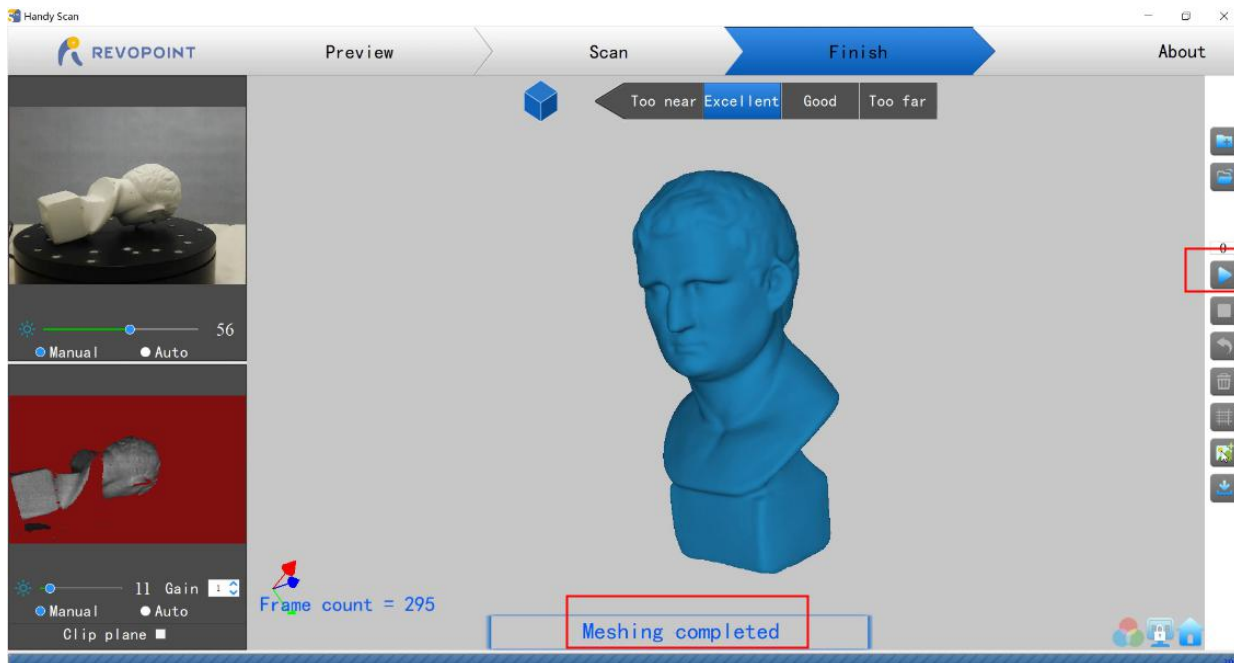 Handy Scan
REVOPOINT
Preview
Scan
Finish
About
Too near Excellent Good Too far
0
56
Manual Auto
11 Gain 1
Manual Auto
Clip plane
Frame count = 295
Meshing completed